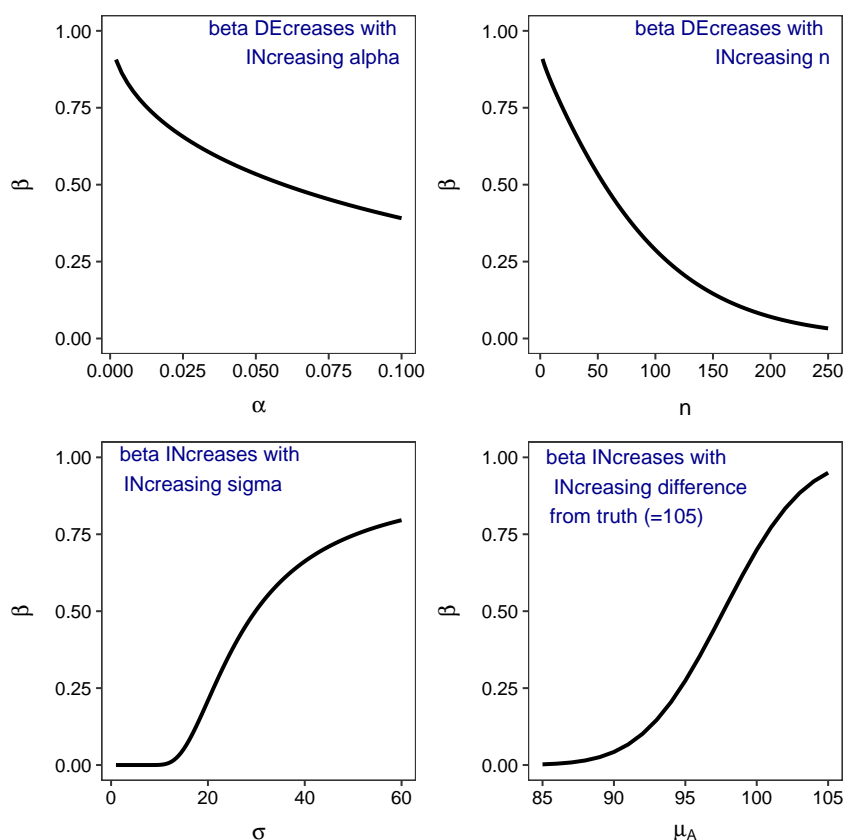 beta DEcreases with
INcreasing alpha
1.00
0.75
0.50
0.25
0.00
β
0.000 0.025 0.050 0.075 0.100
α
beta DEcreases with
INcreasing n
1.00
0.75
0.50
0.25
0.00
β
0 50 100 150 200 250
n
beta INcreases with
INcreasing sigma
1.00
0.75
0.50
0.25
0.00
β
0 20 40 60
σ
beta INcreases with
INcreasing difference
from truth (=105)
1.00
0.75
0.50
0.25
0.00
β
85 90 95 100 105
μA